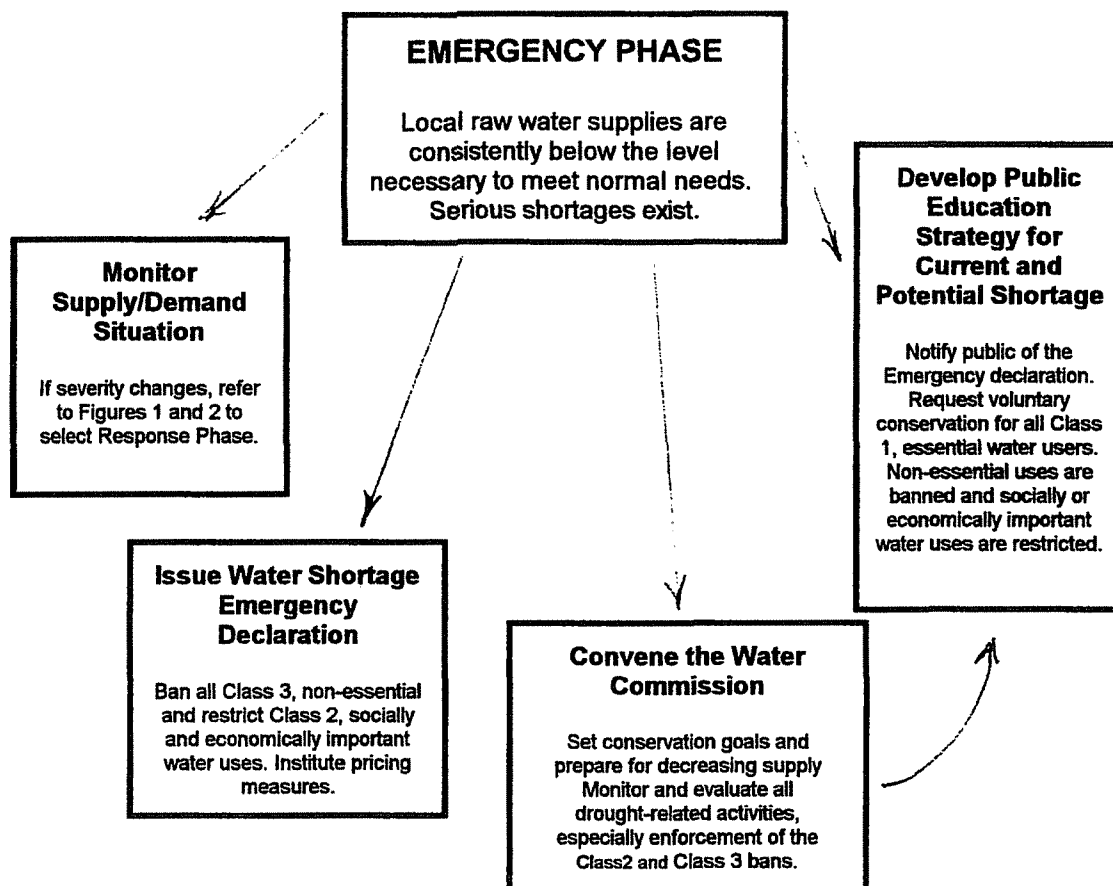 EMERGENCY PHASE
Local raw water supplies are
consistently below the level
necessary to meet normal needs.
Serious shortages exist.
Monitor
Supply/Demand
Situation
If severity changes, refer
to Figures 1 and 2 to
select Response Phase.
Issue Water Shortage
Emergency
Declaration
Ban all Class 3, non-essential
and restrict Class 2, socially
and economically important
water uses. Institute pricing
measures.
Convene the Water
Commission
Set conservation goals and
prepare for decreasing supply
Monitor and evaluate all
drought-related activities,
especially enforcement of the
Class2 and Class 3 bans.
Develop Public
Education
Strategy for
Current and
Potential Shortage
Notify public of the
Emergency declaration.
Request voluntary
conservation for all Class
1, essential water users.
Non-essential uses are
banned and socially or
economically important
water uses are restricted.